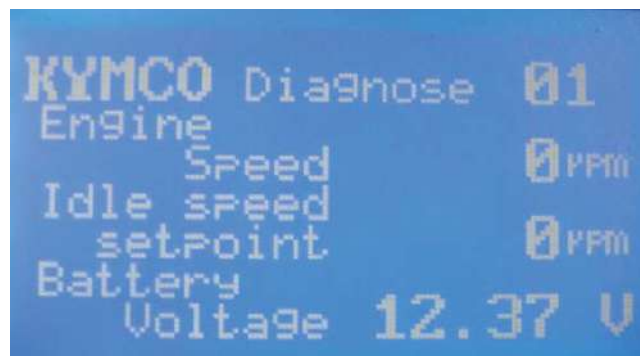 KYMCO Diagnose 01
Engine
Speed 0 rpm
Idle speed
setpoint 0 rpm
Battery
Voltage 12.37 V